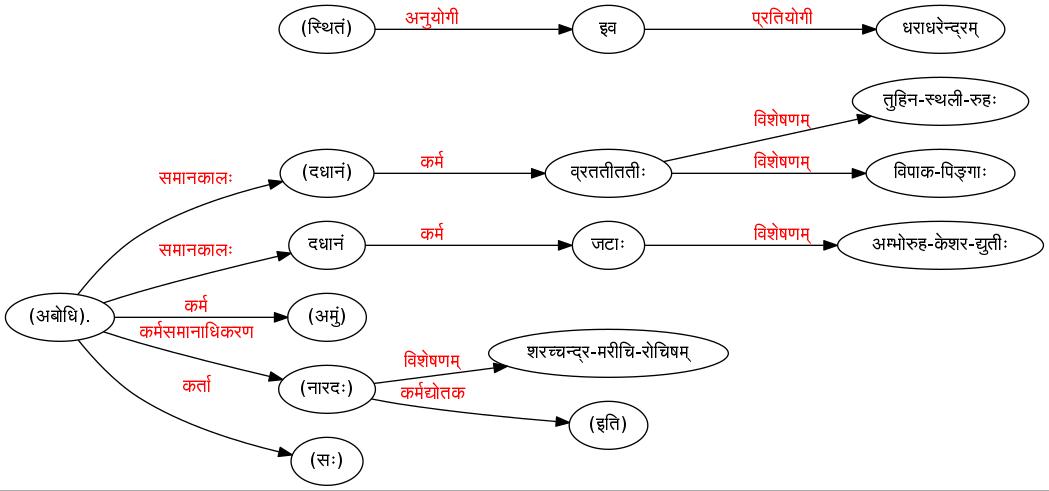 (स्थितं) अनुयोगी इव प्रतियोगी धराधरेन्द्रम्
तुहिन-स्थली-रुहः
विशेषणम्
(दधानं) कर्म व्रततीततीः विशेषणम् विपाक-पिङ्गाः
समानकालः
दधानं कर्म जटाः विशेषणम् अम्भोरुह-केशर-द्युतीः
समानकालः
(अबोधि). कर्म (अमुं)
कर्मसमानाधिकरण
शरच्चन्द्र-मरीचि-रोचिषम्
विशेषणम्
(नारदः) कर्मद्योतक
कर्ता
(इति)
(सः)